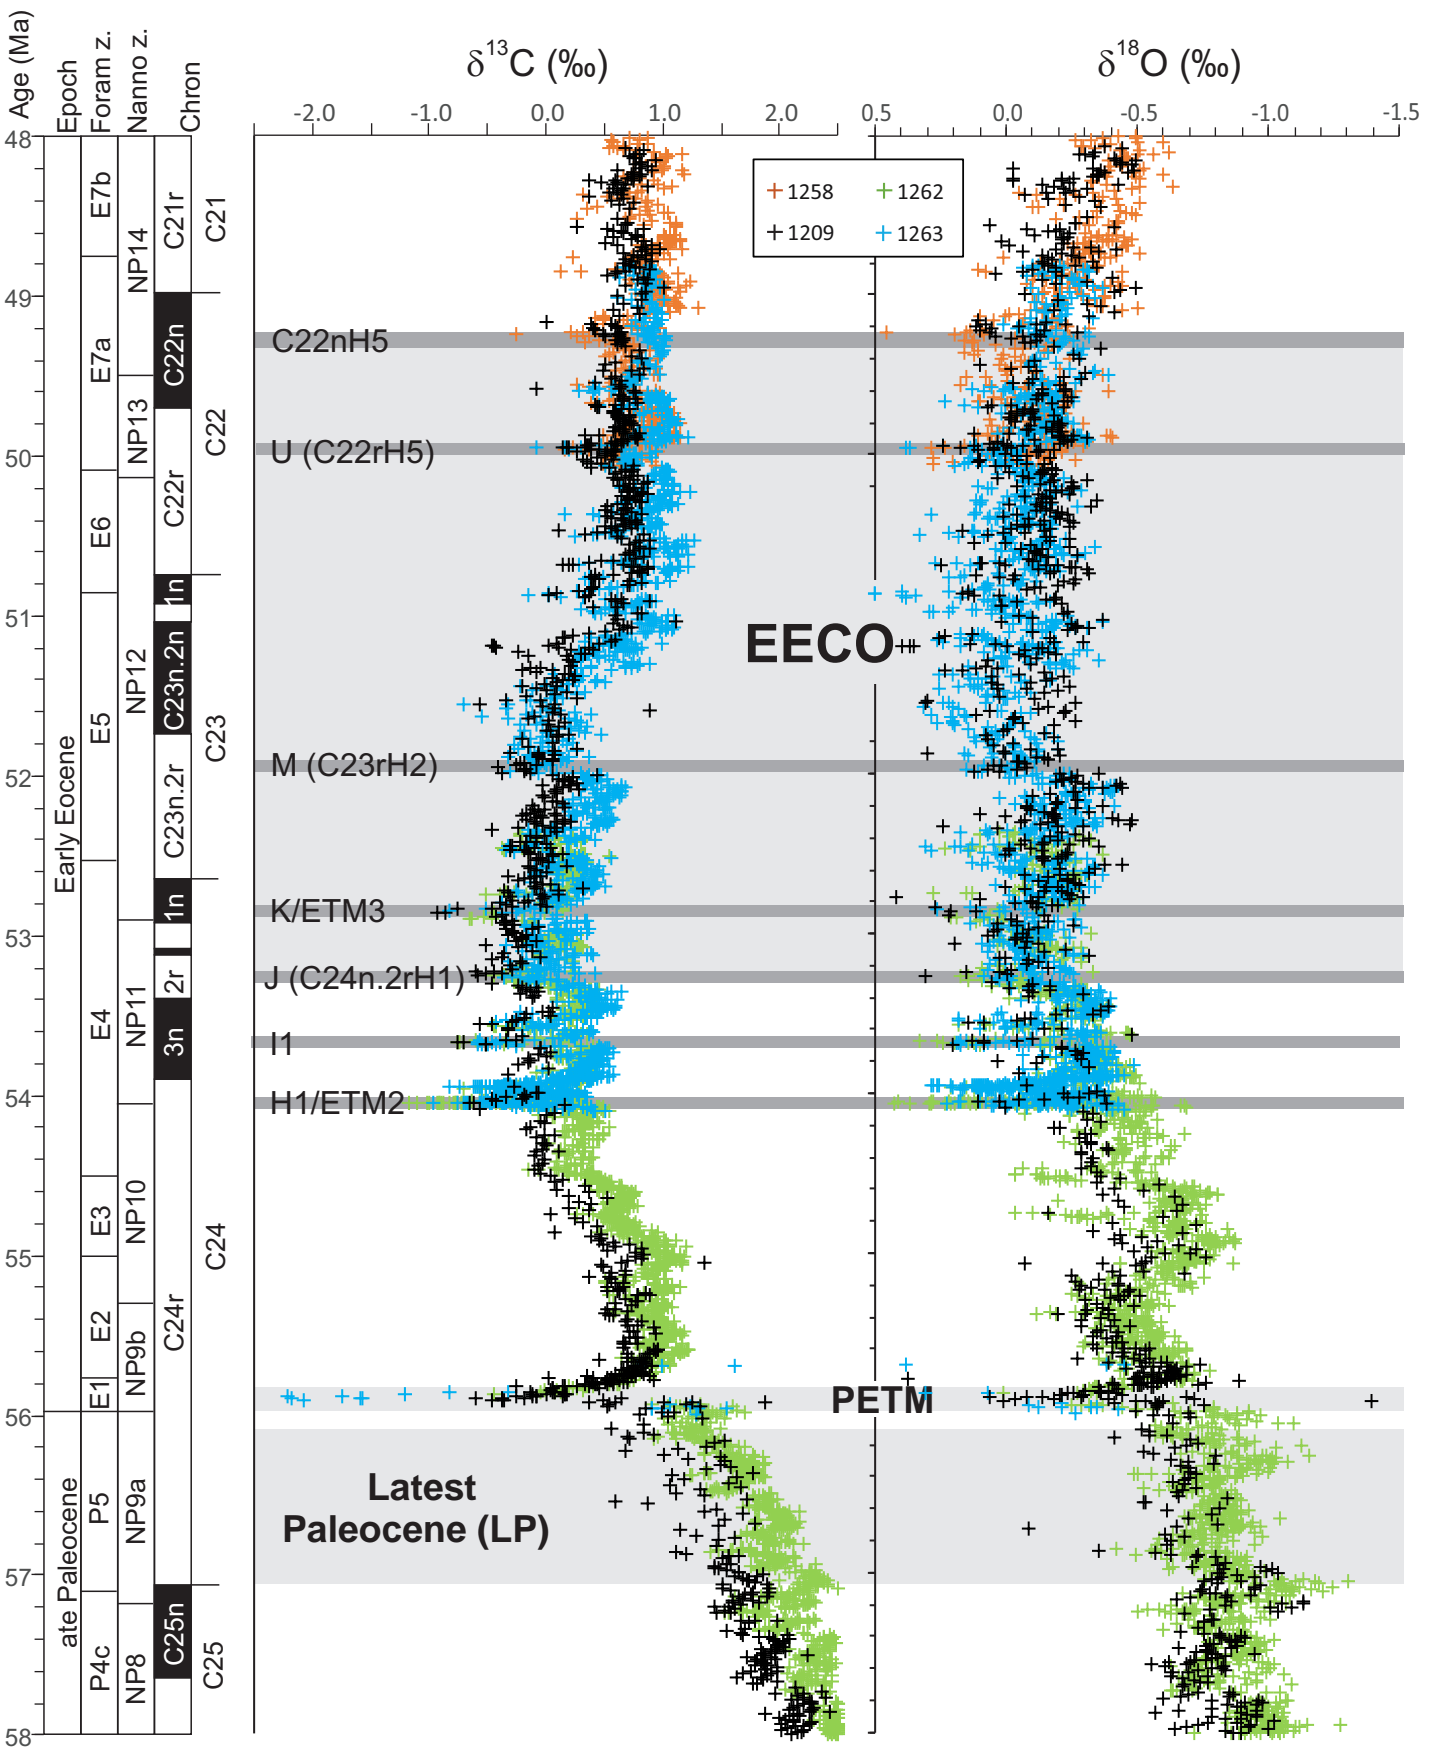 Age (Ma)
Epoch
Foram z.
Nanno z.
Chron
δ13C (‰)
δ18O (‰)
-2.0 -1.0 0.0 1.0 2.0
0.5 0.0 -0.5 -1.0 -1.5
48
49
50
51
52
53
54
55
56
57
58
Early Eocene
ate Paleocene
E7b
E7a
E6
E5
E4
E3
E2
E1
P5
P4c
NP14
NP13
NP12
NP11
NP10
NP9b
NP9a
NP8
C21r
C22n
C22r
1n
C23n.2n
C23n.2r
1n
2r
3n
C24r
C25n
C21
C22
C23
C24
C25
1258 1262
1209 1263
C22nH5
U (C22rH5)
EECO
M (C23rH2)
K/ETM3
J (C24n.2rH1)
I1
H1/ETM2
PETM
Latest
Paleocene (LP)